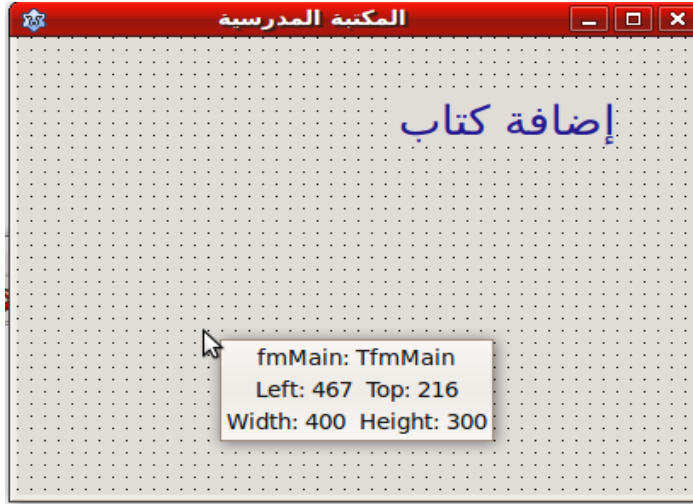 المكتبة المدرسية
إضافة كتاب
fmMain: TfmMain
Left: 467 Top: 216
Width: 400 Height: 300